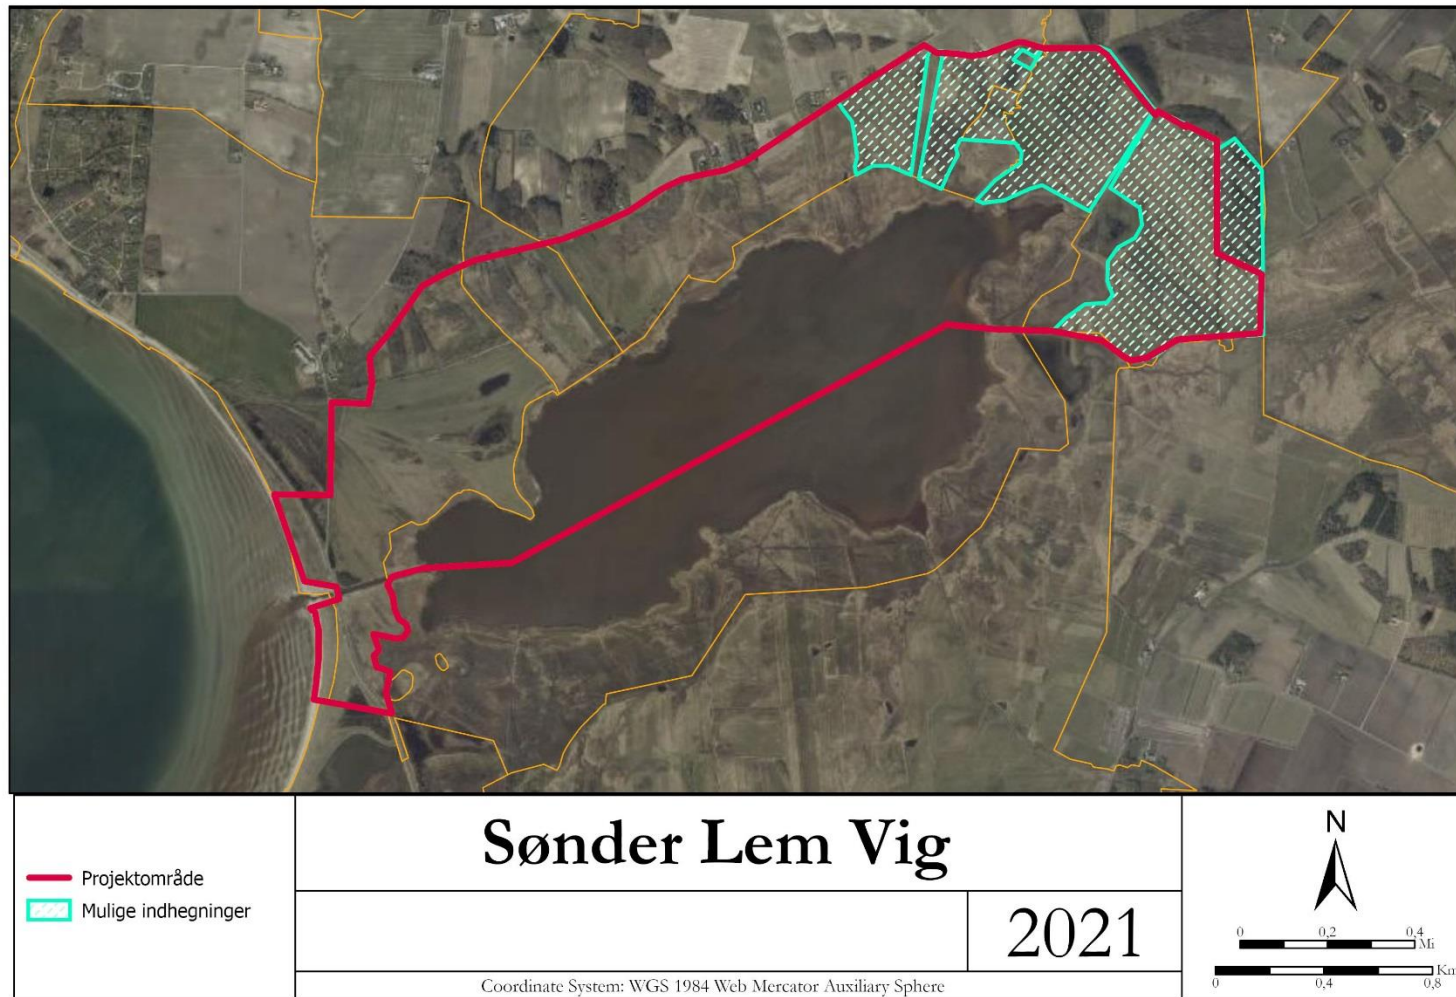 Projektområde
Mulige indhegninger
Sønder Lem Vig
2021
Coordinate System: WGS 1984 Web Mercator Auxiliary Sphere
N
0 0,2 0,4
Mi
Km
0 0,4 0,8